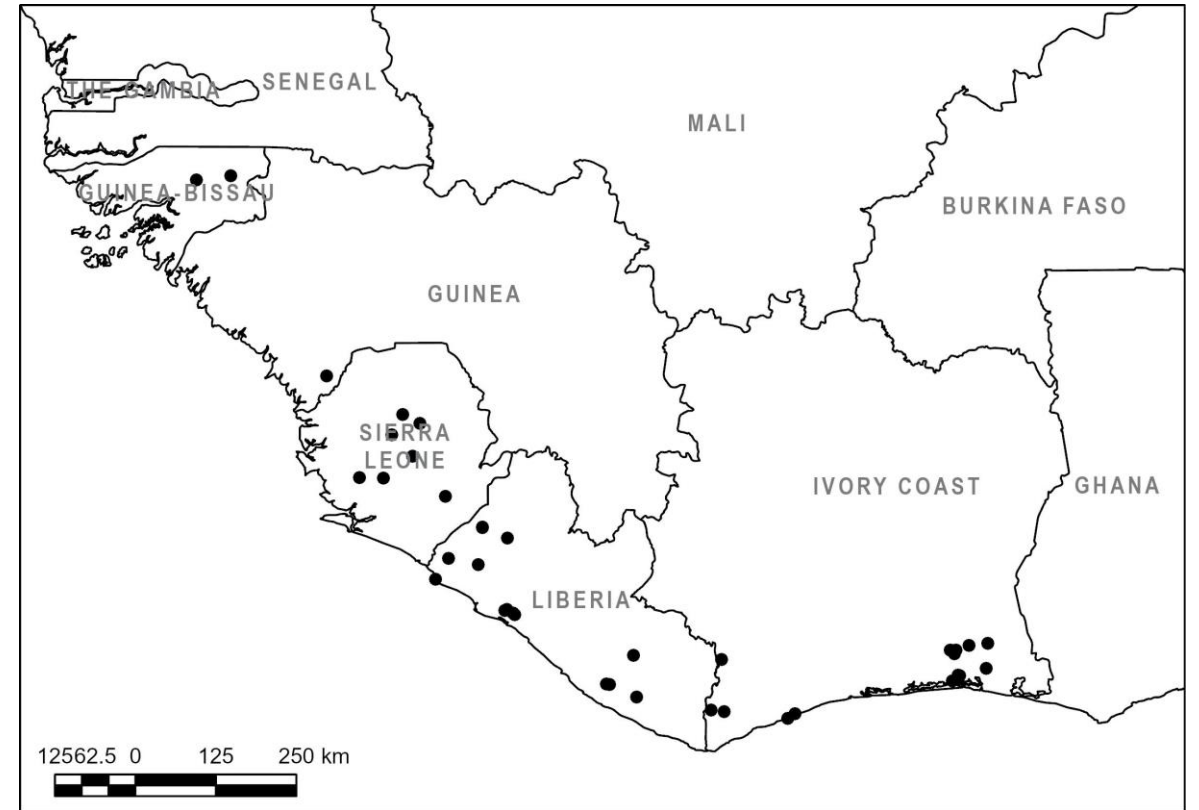 THE GAMBIA
SENEGAL
MALI
GUINEA-BISSAU
BURKINA FASO
GUINEA
SIERRA
LEONE
IVORY COAST
GHANA
LIBERIA
12562.5 0 125 250 km